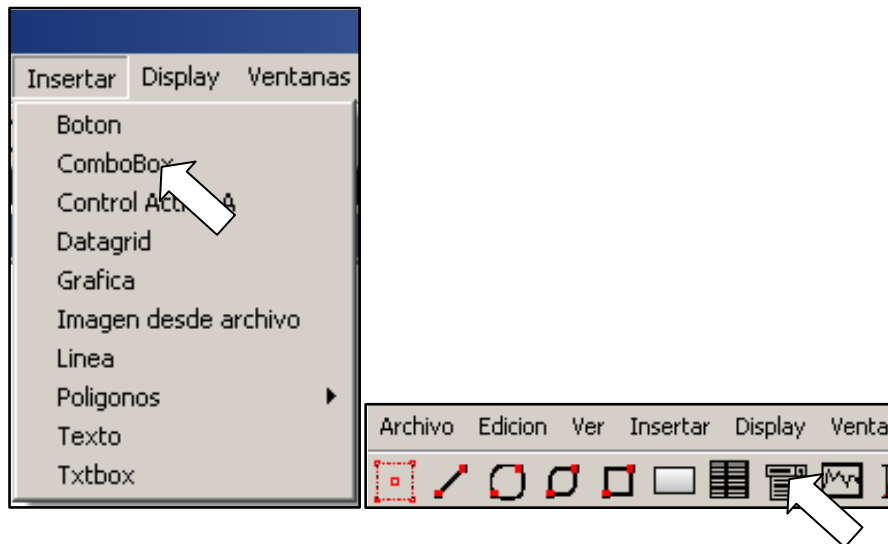 Insertar Display Ventanas
Boton
ComboBox
Control
Datagrid
Grafica
Imagen desde archivo
Linea
Poligonos
Texto
Txtbox
Archivo Edicion Ver Insertar Display Venta